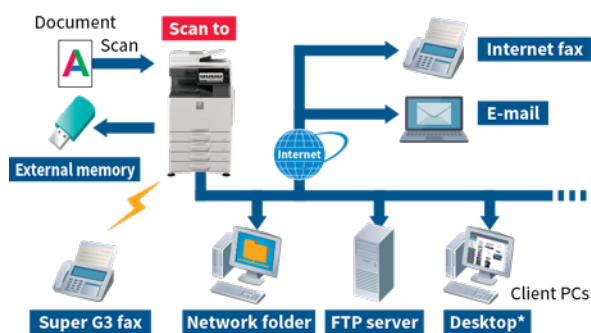 Document
Scan
A
Scan to
Internet fax
E-mail
Internet
External memory
Client PCs
Super G3 fax
Network folder
FTP server
Desktop*